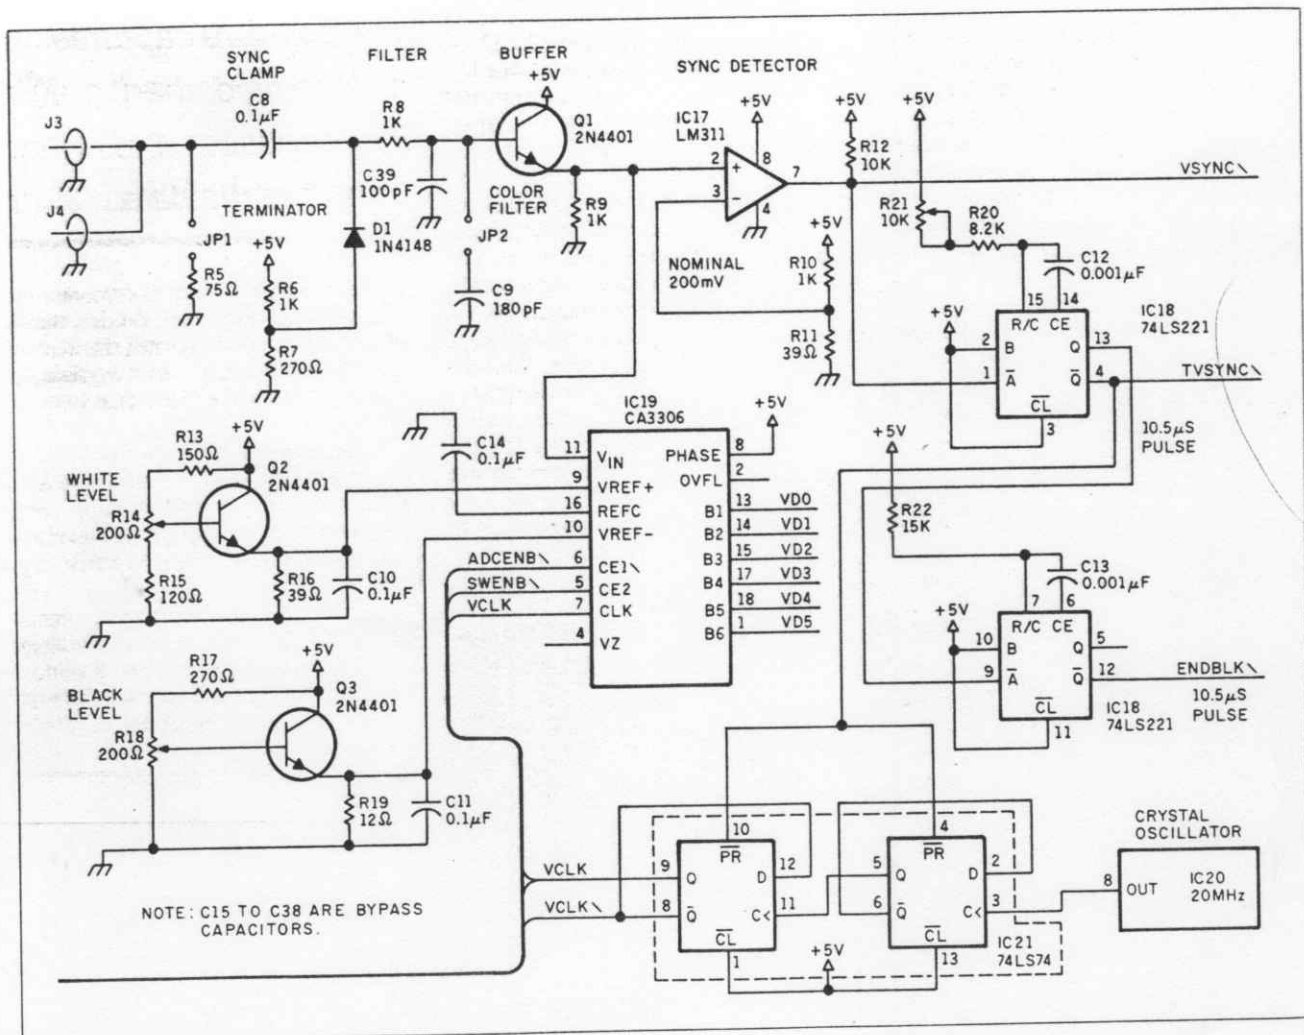 SYNC CLAMP
FILTER
BUFFER
SYNC DETECTOR
J3
J4
C8
0.1µF
TERMINATOR
JP1
R5
75Ω
+5V
R6
1K
R7
270Ω
R8
1K
C39
100pF
D1
1N4148
+5V
Q1
2N4401
COLOR FILTER
JP2
C9
180pF
R9
1K
IC17
LM311
+5V
2
+
3
−
8
4
7
NOMINAL
200mV
+5V
R10
1K
R11
39Ω
+5V
R12
10K
+5V
R21
10K
R20
8.2K
VSYNC\
C12
0.001µF
15
14
R/C CE
IC18
74LS221
+5V
2
B
1
A̅
Q
13
Q̅
4
C̅L̅
3
TVSYNC\
10.5µS
PULSE
IC19
CA3306
C14
0.1µF
11
VIN
9
VREF+
16
REFC
10
VREF−
ADCENB\
6
CE1\
SWENB\
5
CE2
VCLK
7
CLK
4
VZ
+5V
PHASE
8
OVFL
2
B1
13
VD0
B2
14
VD1
B3
15
VD2
B4
17
VD3
B5
18
VD4
B6
1
VD5
WHITE LEVEL
R13
150Ω
+5V
Q2
2N4401
R14
200Ω
R15
120Ω
R16
39Ω
C10
0.1µF
BLACK LEVEL
R17
270Ω
+5V
Q3
2N4401
R18
200Ω
R19
12Ω
C11
0.1µF
+5V
R22
15K
C13
0.001µF
7
6
R/C CE
+5V
10
B
9
A̅
Q
5
Q̅
12
C̅L̅
11
IC18
74LS221
ENDBLK\
10.5µS
PULSE
NOTE: C15 TO C38 ARE BYPASS
CAPACITORS.
VCLK
VCLK\
10
P̅R̅
9
Q
D
12
8
Q̅
C<
11
C̅L̅
1
+5V
4
P̅R̅
5
Q
D
2
6
Q̅
C<
3
C̅L̅
13
IC21
74LS74
CRYSTAL
OSCILLATOR
8
OUT
IC20
20MHz